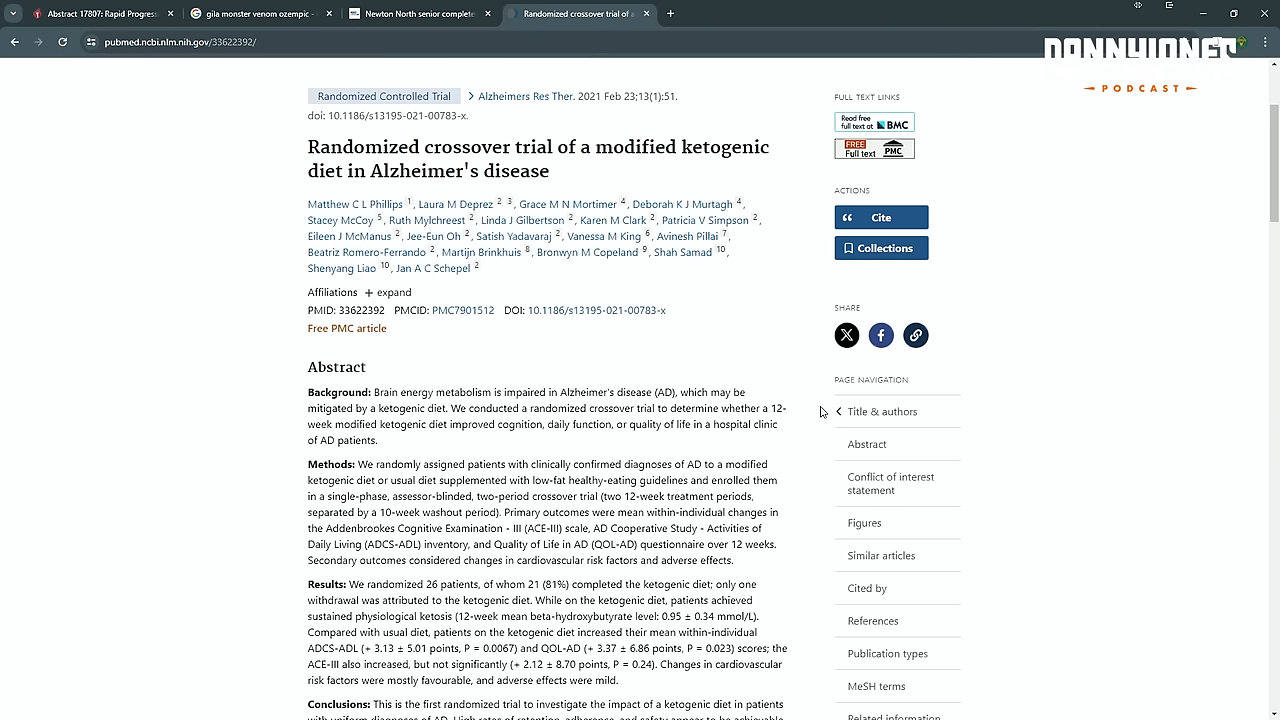 Abstract 17807: Rapid Progres
gila monster venom ozempic -
Newton North senior complete
Randomized crossover trial of a
pubmed.ncbi.nlm.nih.gov/33622392/
DANNY JONES
PODCAST
Randomized Controlled Trial
Alzheimers Res Ther. 2021 Feb 23;13(1):51.
doi: 10.1186/s13195-021-00783-x.
Randomized crossover trial of a modified ketogenic
diet in Alzheimer's disease
Matthew C L Phillips 1, Laura M Deprez 2 3, Grace M N Mortimer 4, Deborah K J Murtagh 4,
Stacey McCoy 5, Ruth Mylchreest 2, Linda J Gilbertson 2, Karen M Clark 2, Patricia V Simpson 2,
Eileen J McManus 2, Jee-Eun Oh 2, Satish Yadavaraj 2, Vanessa M King 6, Avinesh Pillai 7,
Beatriz Romero-Ferrando 2, Martijn Brinkhuis 8, Bronwyn M Copeland 9, Shah Samad 10,
Shenyang Liao 10, Jan A C Schepel 2
Affiliations + expand
PMID: 33622392 PMCID: PMC7901512 DOI: 10.1186/s13195-021-00783-x
Free PMC article
Abstract
Background: Brain energy metabolism is impaired in Alzheimer's disease (AD), which may be
mitigated by a ketogenic diet. We conducted a randomized crossover trial to determine whether a 12-
week modified ketogenic diet improved cognition, daily function, or quality of life in a hospital clinic
of AD patients.
Methods: We randomly assigned patients with clinically confirmed diagnoses of AD to a modified
ketogenic diet or usual diet supplemented with low-fat healthy-eating guidelines and enrolled them
in a single-phase, assessor-blinded, two-period crossover trial (two 12-week treatment periods,
separated by a 10-week washout period). Primary outcomes were mean within-individual changes in
the Addenbrookes Cognitive Examination - III (ACE-III) scale, AD Cooperative Study - Activities of
Daily Living (ADCS-ADL) inventory, and Quality of Life in AD (QOL-AD) questionnaire over 12 weeks.
Secondary outcomes considered changes in cardiovascular risk factors and adverse effects.
Results: We randomized 26 patients, of whom 21 (81%) completed the ketogenic diet; only one
withdrawal was attributed to the ketogenic diet. While on the ketogenic diet, patients achieved
sustained physiological ketosis (12-week mean beta-hydroxybutyrate level: 0.95 ± 0.34 mmol/L).
Compared with usual diet, patients on the ketogenic diet increased their mean within-individual
ADCS-ADL (+ 3.13 ± 5.01 points, P = 0.0067) and QOL-AD (+ 3.37 ± 6.86 points, P = 0.023) scores; the
ACE-III also increased, but not significantly (+ 2.12 ± 8.70 points, P = 0.24). Changes in cardiovascular
risk factors were mostly favourable, and adverse effects were mild.
Conclusions: This is the first randomized trial to investigate the impact of a ketogenic diet in patients
with uniform diagnoses of AD. High rates of retention, adherence, and safety appear to be achievable
FULL TEXT LINKS
Read free
full text at BMC
FREE
Full text PMC
ACTIONS
Cite
Collections
SHARE
PAGE NAVIGATION
Title & authors
Abstract
Conflict of interest
statement
Figures
Similar articles
Cited by
References
Publication types
MeSH terms
Related information